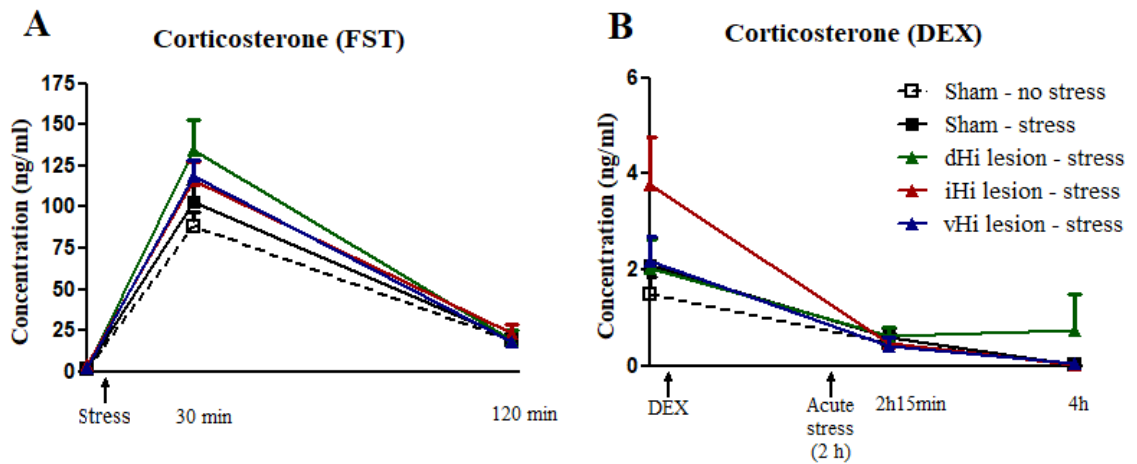 A
Corticosterone (FST)
Concentration (ng/ml)
175
150
125
100
75
50
25
0
Stress
30 min
120 min
B
Corticosterone (DEX)
Concentration (ng/ml)
6
4
2
0
DEX
Acute
stress
(2 h)
2h15min
4h
Sham - no stress
Sham - stress
dHi lesion - stress
iHi lesion - stress
vHi lesion - stress